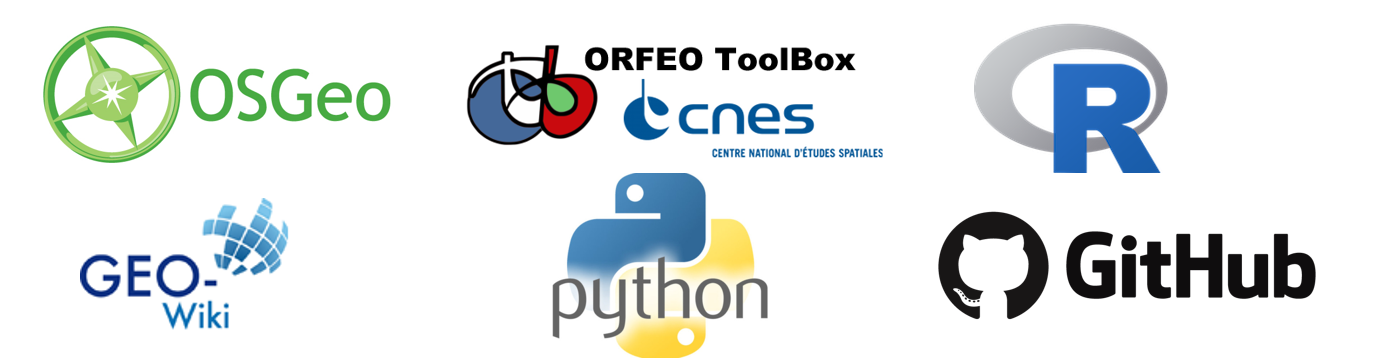 OSGeo
ORFEO ToolBox
cnes
CENTRE NATIONAL D'ÉTUDES SPATIALES
R
GEO-
Wiki
python
GitHub